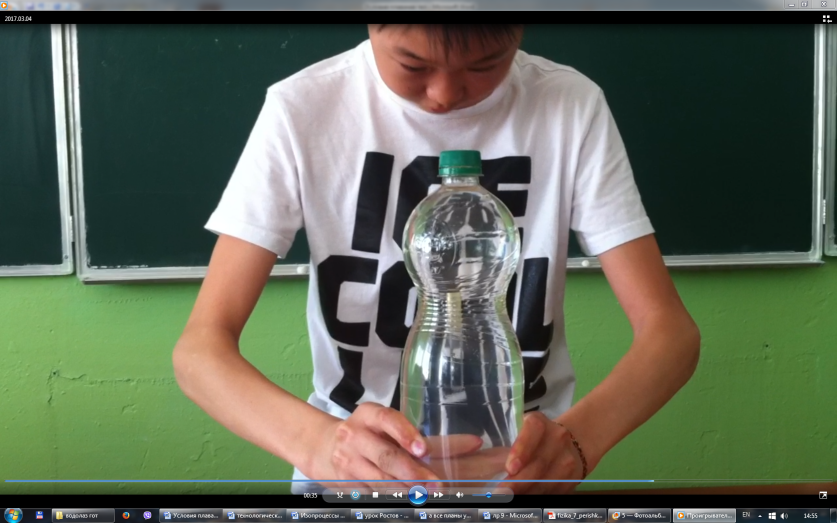 2017.03.04
ICE
COOL
00:35
водолаз гот
Условия плава...
технологическ...
Изопроцессы ...
урок Ростов - ...
а все планы у...
пр 9 - Microsof...
fizika_7_perishk...
5 — Фотоальб...
Проигрывател...
EN
14:55